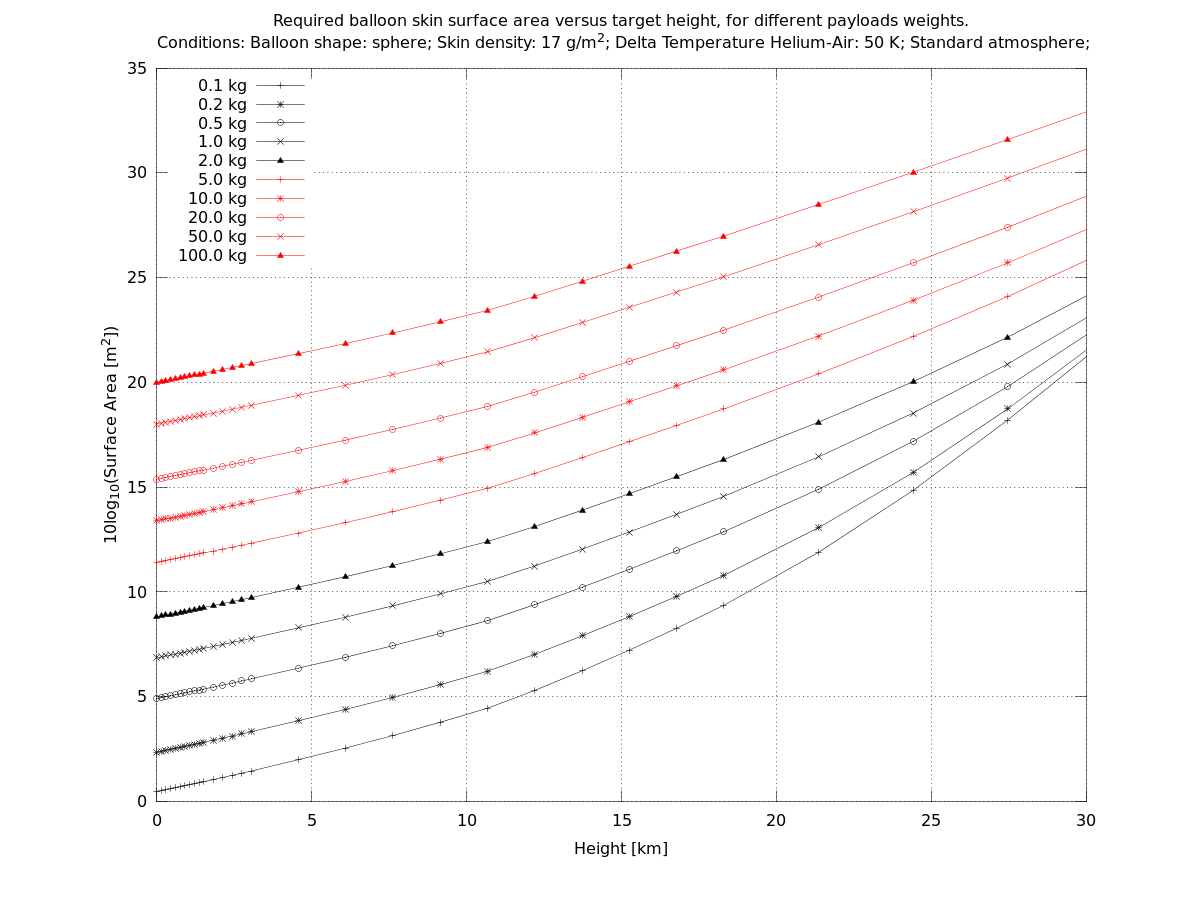 Required balloon skin surface area versus target height, for different payloads weights.
Conditions: Balloon shape: sphere; Skin density: 17 g/m²; Delta Temperature Helium-Air: 50 K; Standard atmosphere;
35
30
25
20
15
10
5
0
10log₁₀(Surface Area [m²])
0.1 kg
0.2 kg
0.5 kg
1.0 kg
2.0 kg
5.0 kg
10.0 kg
20.0 kg
50.0 kg
100.0 kg
0 5 10 15 20 25 30
Height [km]